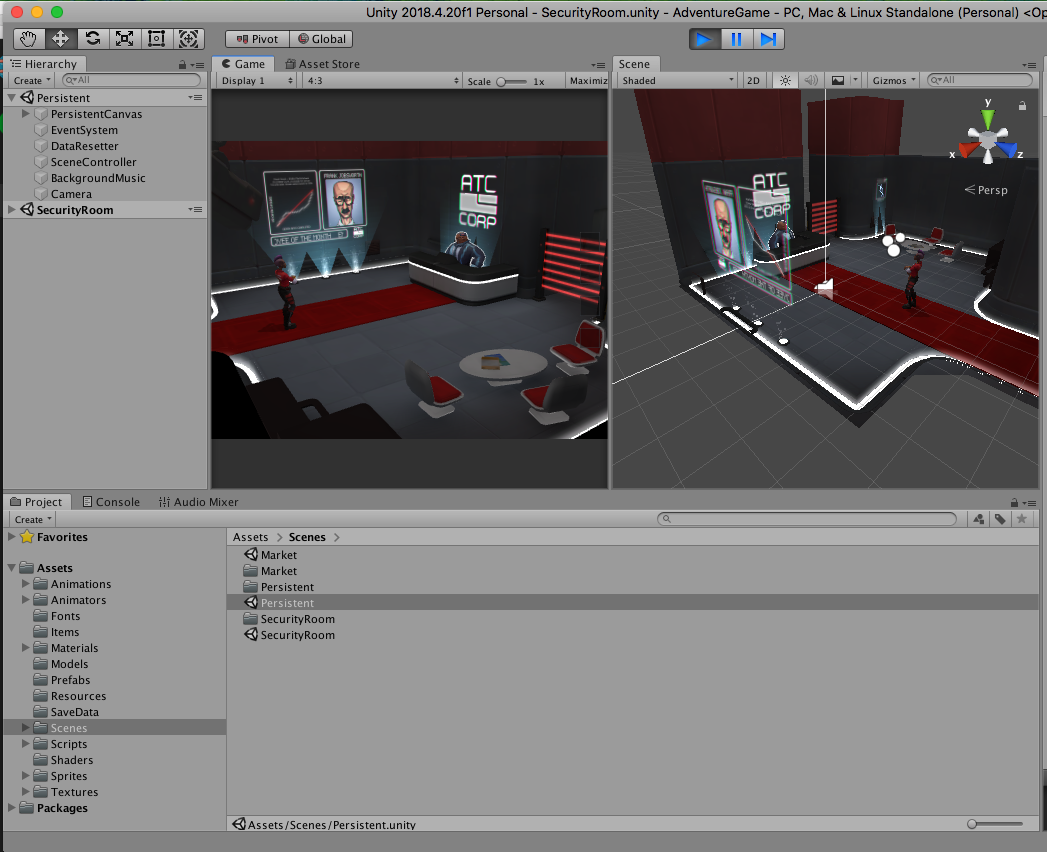 Unity 2018.4.20f1 Personal - SecurityRoom.unity - AdventureGame - PC, Mac & Linux Standalone (Personal) <Op
Pivot Global
Hierarchy
Create All
Persistent
PersistentCanvas
EventSystem
DataResetter
SceneController
BackgroundMusic
Camera
SecurityRoom
Game Asset Store
Display 1 4:3 Scale 1x Maximiz
ATC
CORP
OF THE MONTH
Scene
Shaded 2D Gizmos All
y
x z
Persp
ATC
CORP
Project Console Audio Mixer
Create
Favorites
Assets
Animations
Animators
Fonts
Items
Materials
Models
Prefabs
Resources
SaveData
Scenes
Scripts
Shaders
Sprites
Textures
Packages
Assets > Scenes >
Market
Market
Persistent
Persistent
SecurityRoom
SecurityRoom
Assets/Scenes/Persistent.unity